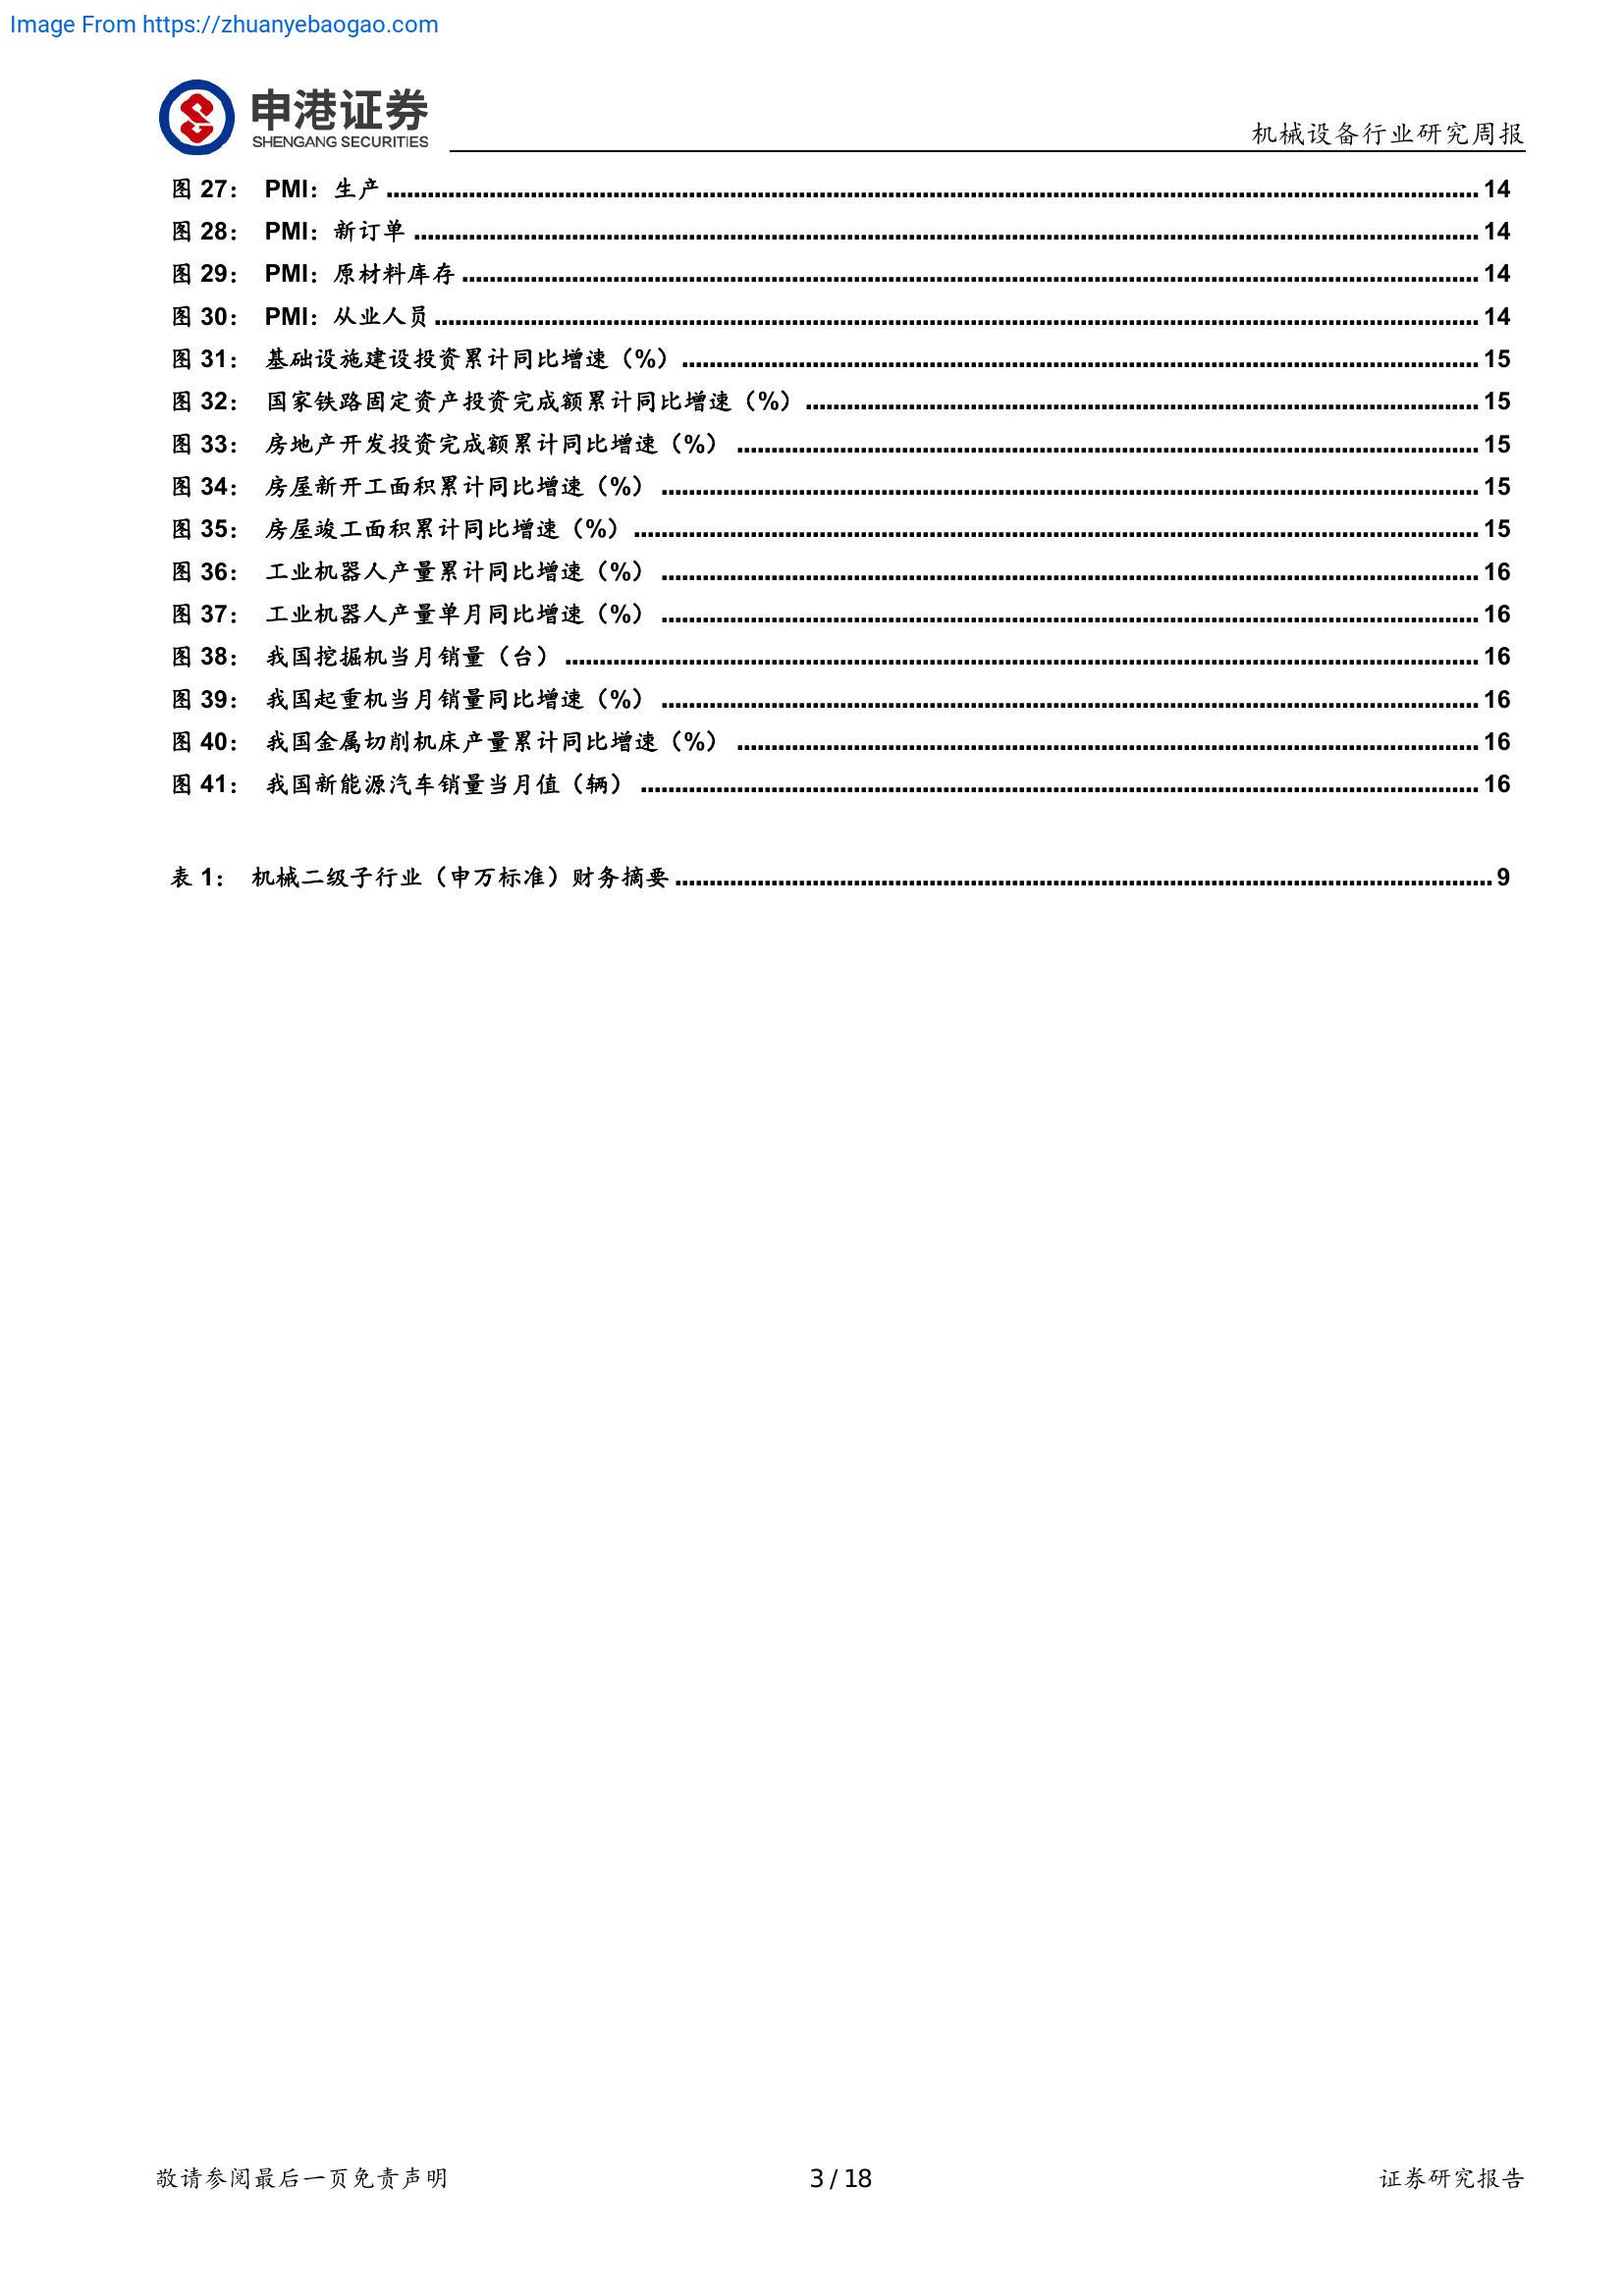 Image From https://zhuanyebaogao.com
申港证券
SHENGANG SECURITIES
机械设备行业研究周报
图 27： PMI：生产 14
图 28： PMI：新订单 14
图 29： PMI：原材料库存 14
图 30： PMI：从业人员 14
图 31： 基础设施建设投资累计同比增速（%） 15
图 32： 国家铁路固定资产投资完成额累计同比增速（%） 15
图 33： 房地产开发投资完成额累计同比增速（%） 15
图 34： 房屋新开工面积累计同比增速（%） 15
图 35： 房屋竣工面积累计同比增速（%） 15
图 36： 工业机器人产量累计同比增速（%） 16
图 37： 工业机器人产量单月同比增速（%） 16
图 38： 我国挖掘机当月销量（台） 16
图 39： 我国起重机当月销量同比增速（%） 16
图 40： 我国金属切削机床产量累计同比增速（%） 16
图 41： 我国新能源汽车销量当月值（辆） 16
表 1： 机械二级子行业（申万标准）财务摘要 9
敬请参阅最后一页免责声明 3 / 18 证券研究报告